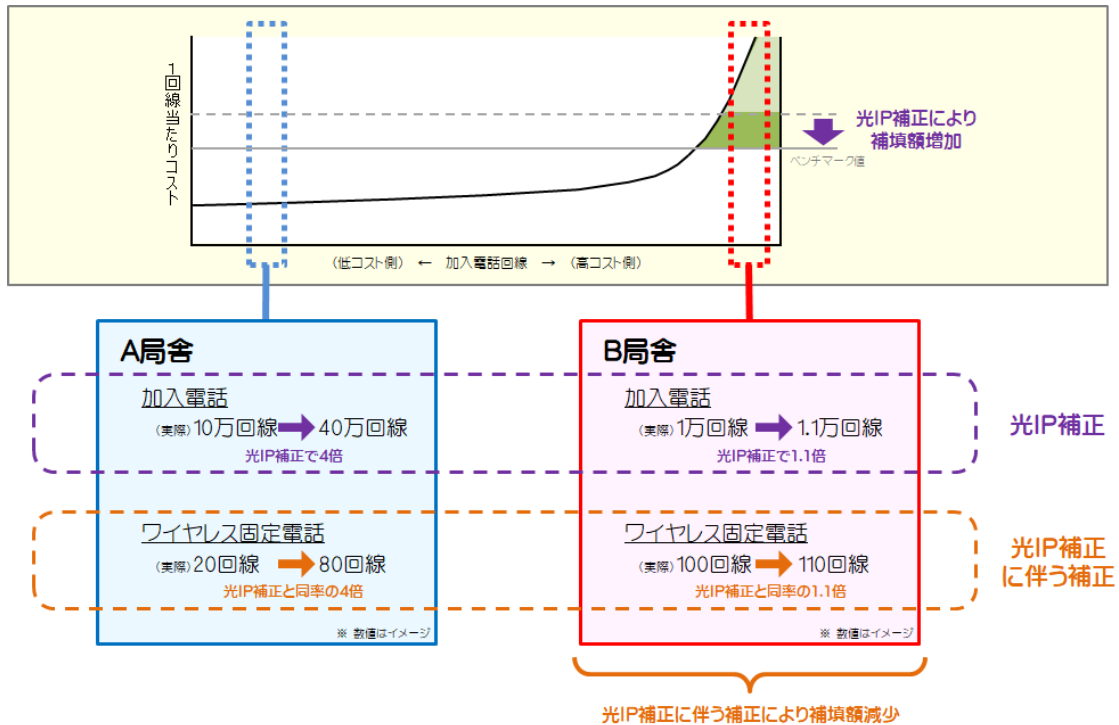 1回線当たりコスト
光IP補正により
補填額増加
ベンチマーク値
（低コスト側） ← 加入電話回線 → （高コスト側）
A局舎
加入電話
（実際）10万回線 40万回線
光IP補正で4倍
ワイヤレス固定電話
（実際）20回線 80回線
光IP補正と同率の4倍
※ 数値はイメージ
B局舎
加入電話
（実際）1万回線 1.1万回線
光IP補正で1.1倍
ワイヤレス固定電話
（実際）100回線 110回線
光IP補正と同率の1.1倍
※ 数値はイメージ
光IP補正
光IP補正
に伴う補正
光IP補正に伴う補正により補填額減少